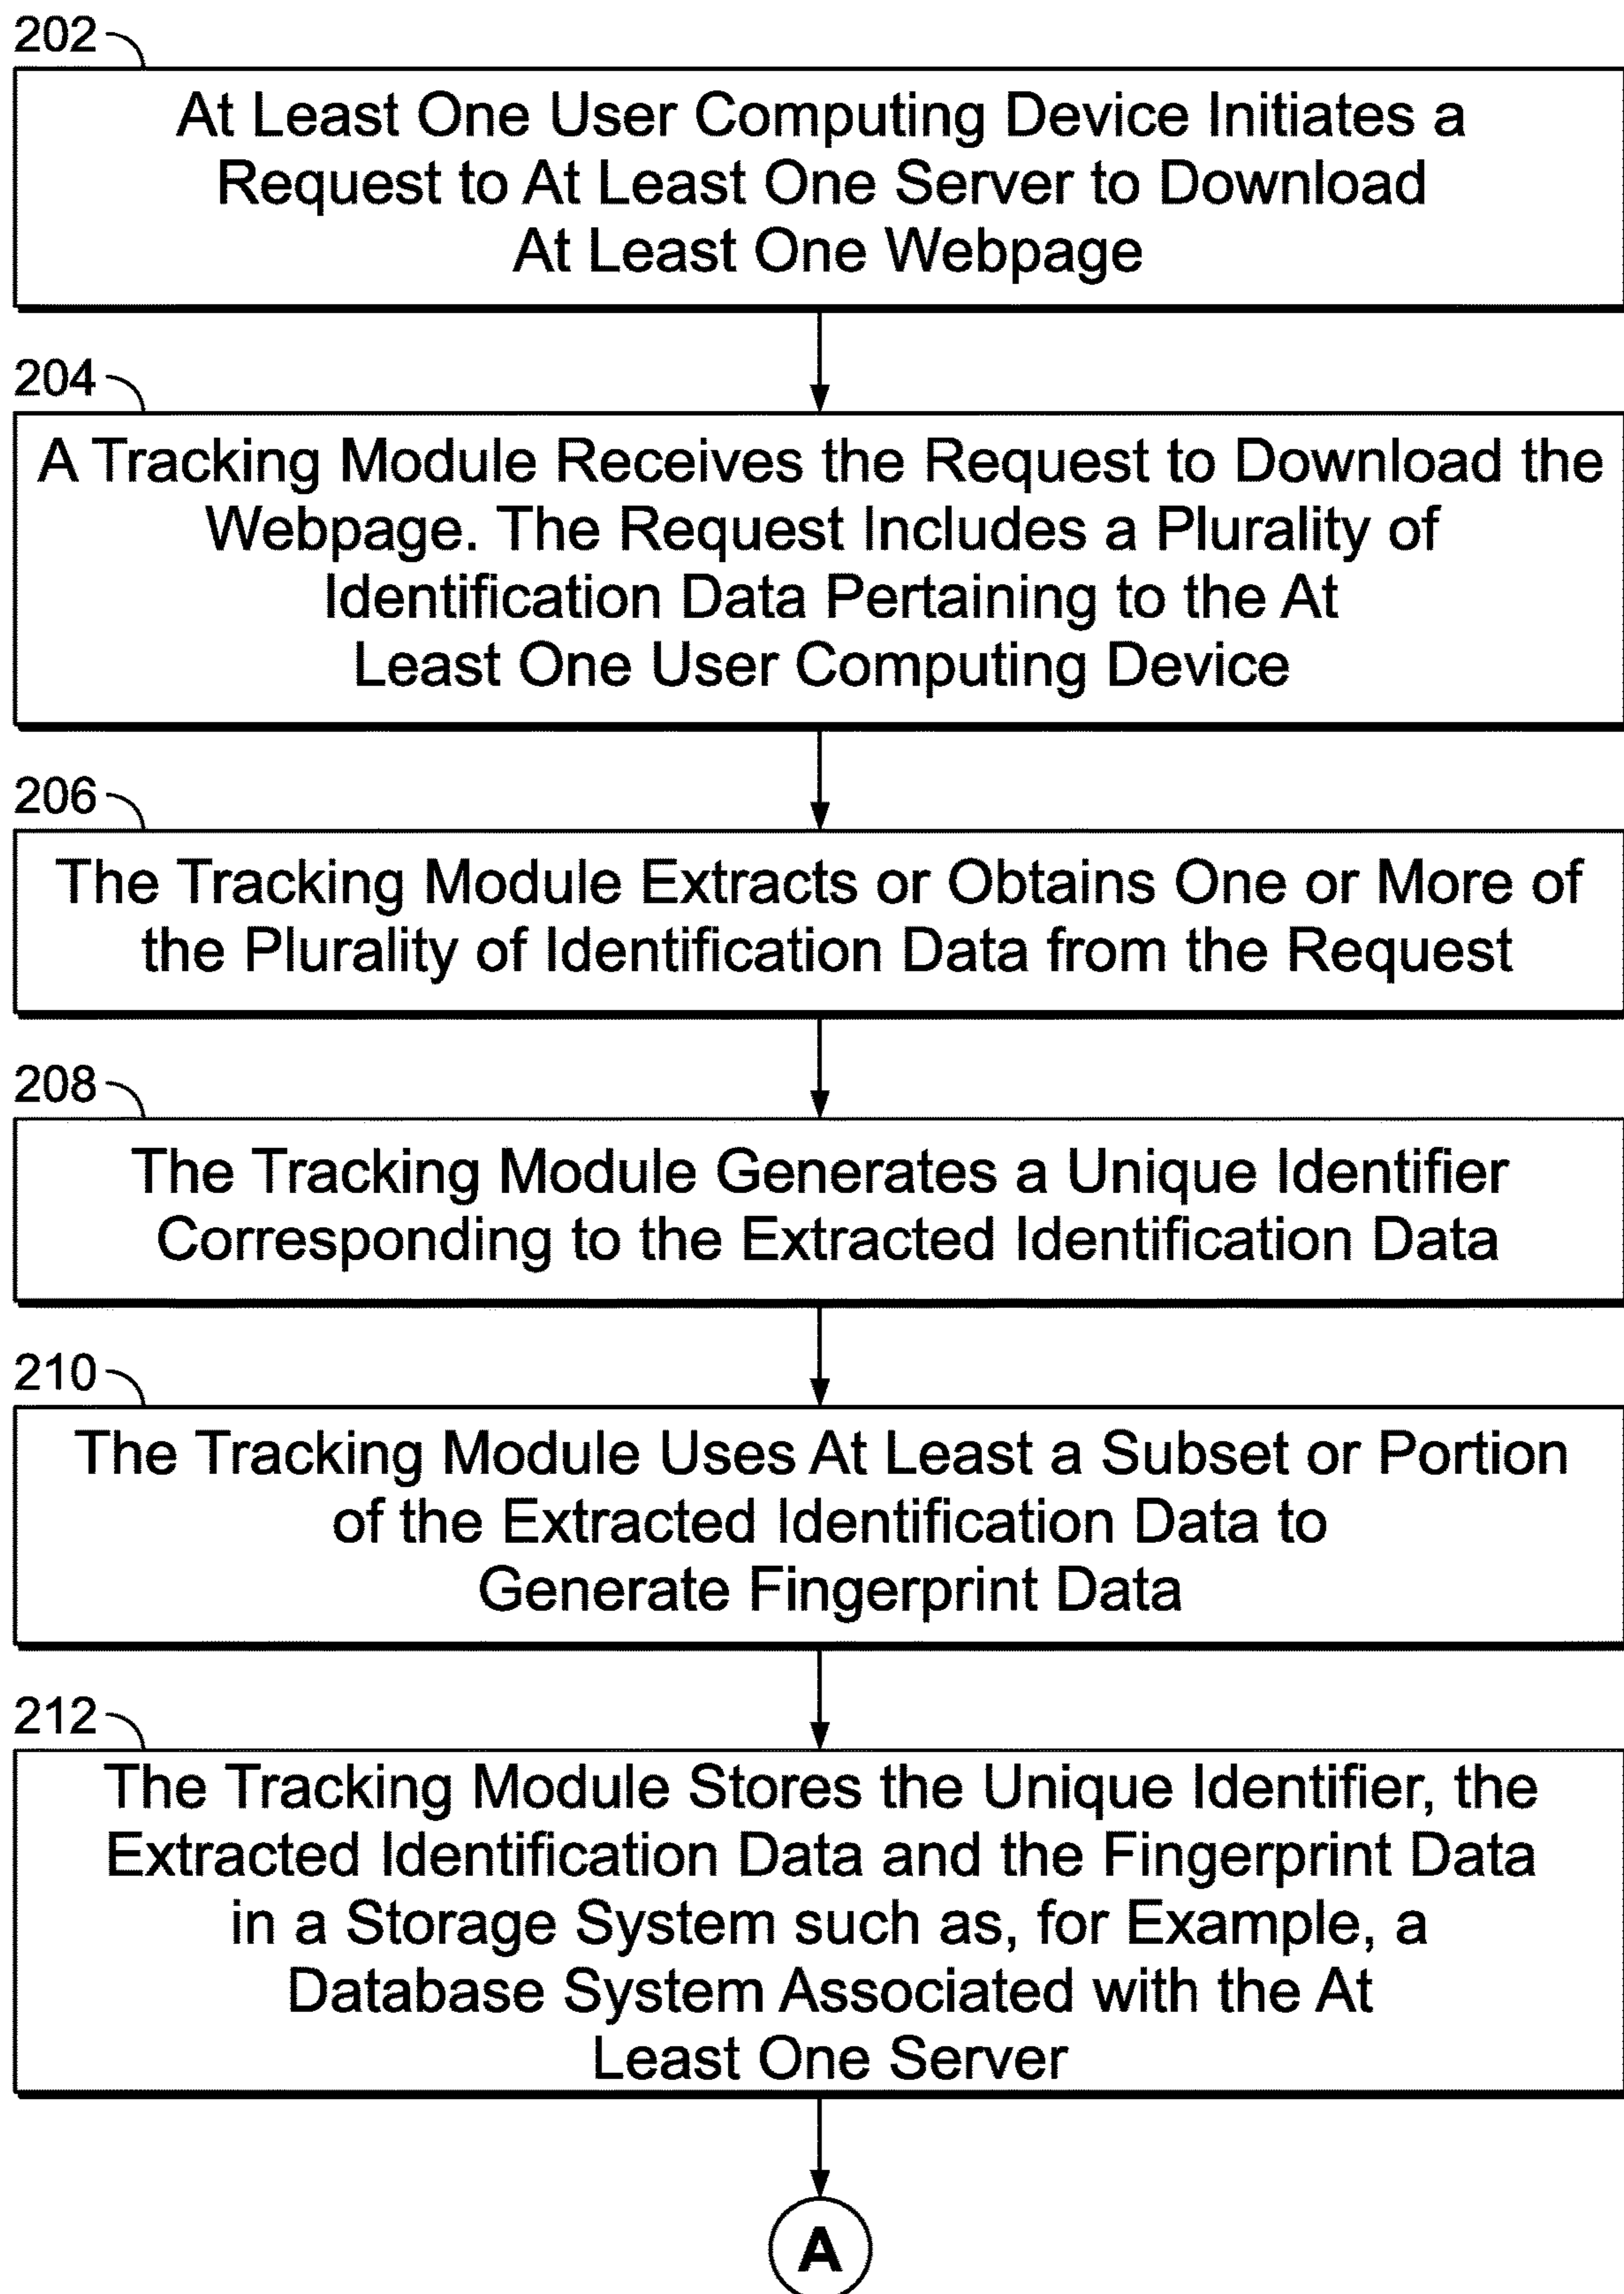 202
At Least One User Computing Device Initiates a
Request to At Least One Server to Download
At Least One Webpage
204
A Tracking Module Receives the Request to Download the
Webpage. The Request Includes a Plurality of
Identification Data Pertaining to the At
Least One User Computing Device
206
The Tracking Module Extracts or Obtains One or More of
the Plurality of Identification Data from the Request
208
The Tracking Module Generates a Unique Identifier
Corresponding to the Extracted Identification Data
210
The Tracking Module Uses At Least a Subset or Portion
of the Extracted Identification Data to
Generate Fingerprint Data
212
The Tracking Module Stores the Unique Identifier, the
Extracted Identification Data and the Fingerprint Data
in a Storage System such as, for Example, a
Database System Associated with the At
Least One Server
A